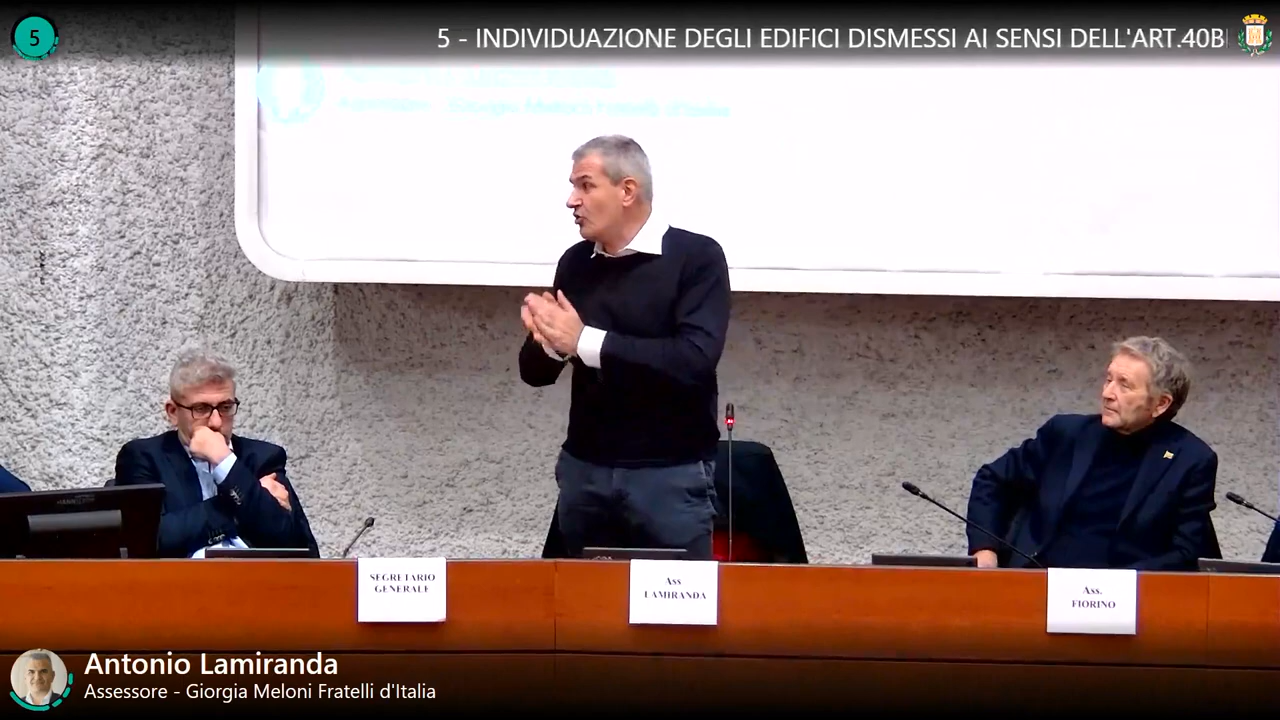 5
5 - INDIVIDUAZIONE DEGLI EDIFICI DISMESSI AI SENSI DELL'ART.40B
SEGRETARIO
GENERALE
Ass
LAMIRANDA
Ass.
FIORINO
Antonio Lamiranda
Assessore - Giorgia Meloni Fratelli d'Italia